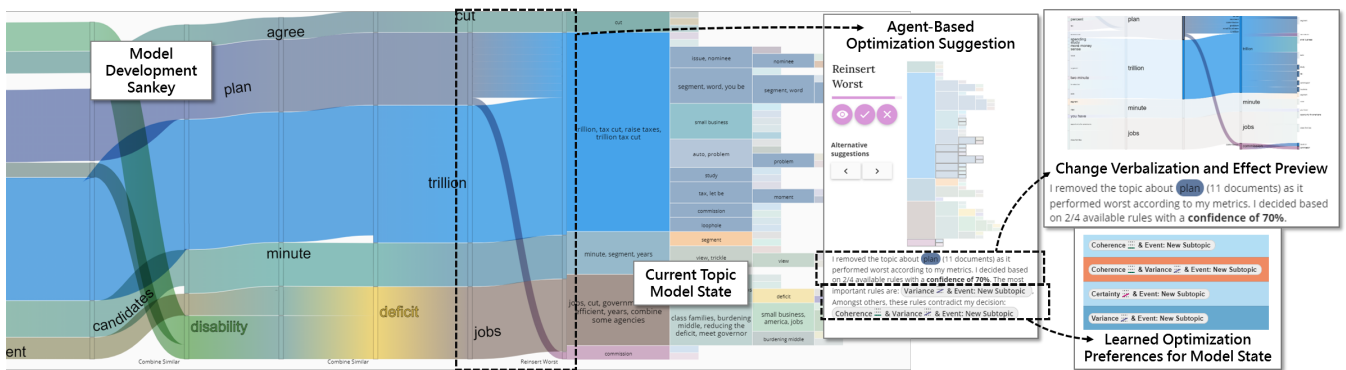 Model
Development
Sankey
agree
plan
trillion
minute
candidates
disability
deficit
jobs
ent
cut
Combine Similar
Combine Similar
Reinsert Worst
cut
trillion, tax cut, raise taxes,
trillion tax cut
minute, segment, years
jobs, cut,
efficient, years, combine
some agencies
commission
issue, nominee
segment, word, you be
small business
auto, problem
study
tax, let be
commission
loophole
segment
view, trickle
class families, burdening
middle, reducing the
deficit, meet governor
nominee
segment, word
problem
moment
view
deficit
small business,
america, jobs
burdening middle
Current Topic
Model State
Agent-Based
Optimization Suggestion
Reinsert
Worst
Alternative
suggestions
I removed the topic about plan (11 documents) as it
performed worst according to my metrics. I decided based
on 2/4 available rules with a confidence of 70%. The most
important rules are: Variance & Event: New Subtopic .
Amongst others, these rules contradict my decision:
Coherence & Variance & Event: New Subtopic
plan
trillion
minute
jobs
minute
jobs
Change Verbalization and Effect Preview
I removed the topic about plan (11 documents) as it
performed worst according to my metrics. I decided based
on 2/4 available rules with a confidence of 70%.
Coherence & Event: New Subtopic
Coherence & Variance & Event: New Subtopic
Certainty & Event: New Subtopic
Variance & Event: New Subtopic
Learned Optimization
Preferences for Model State